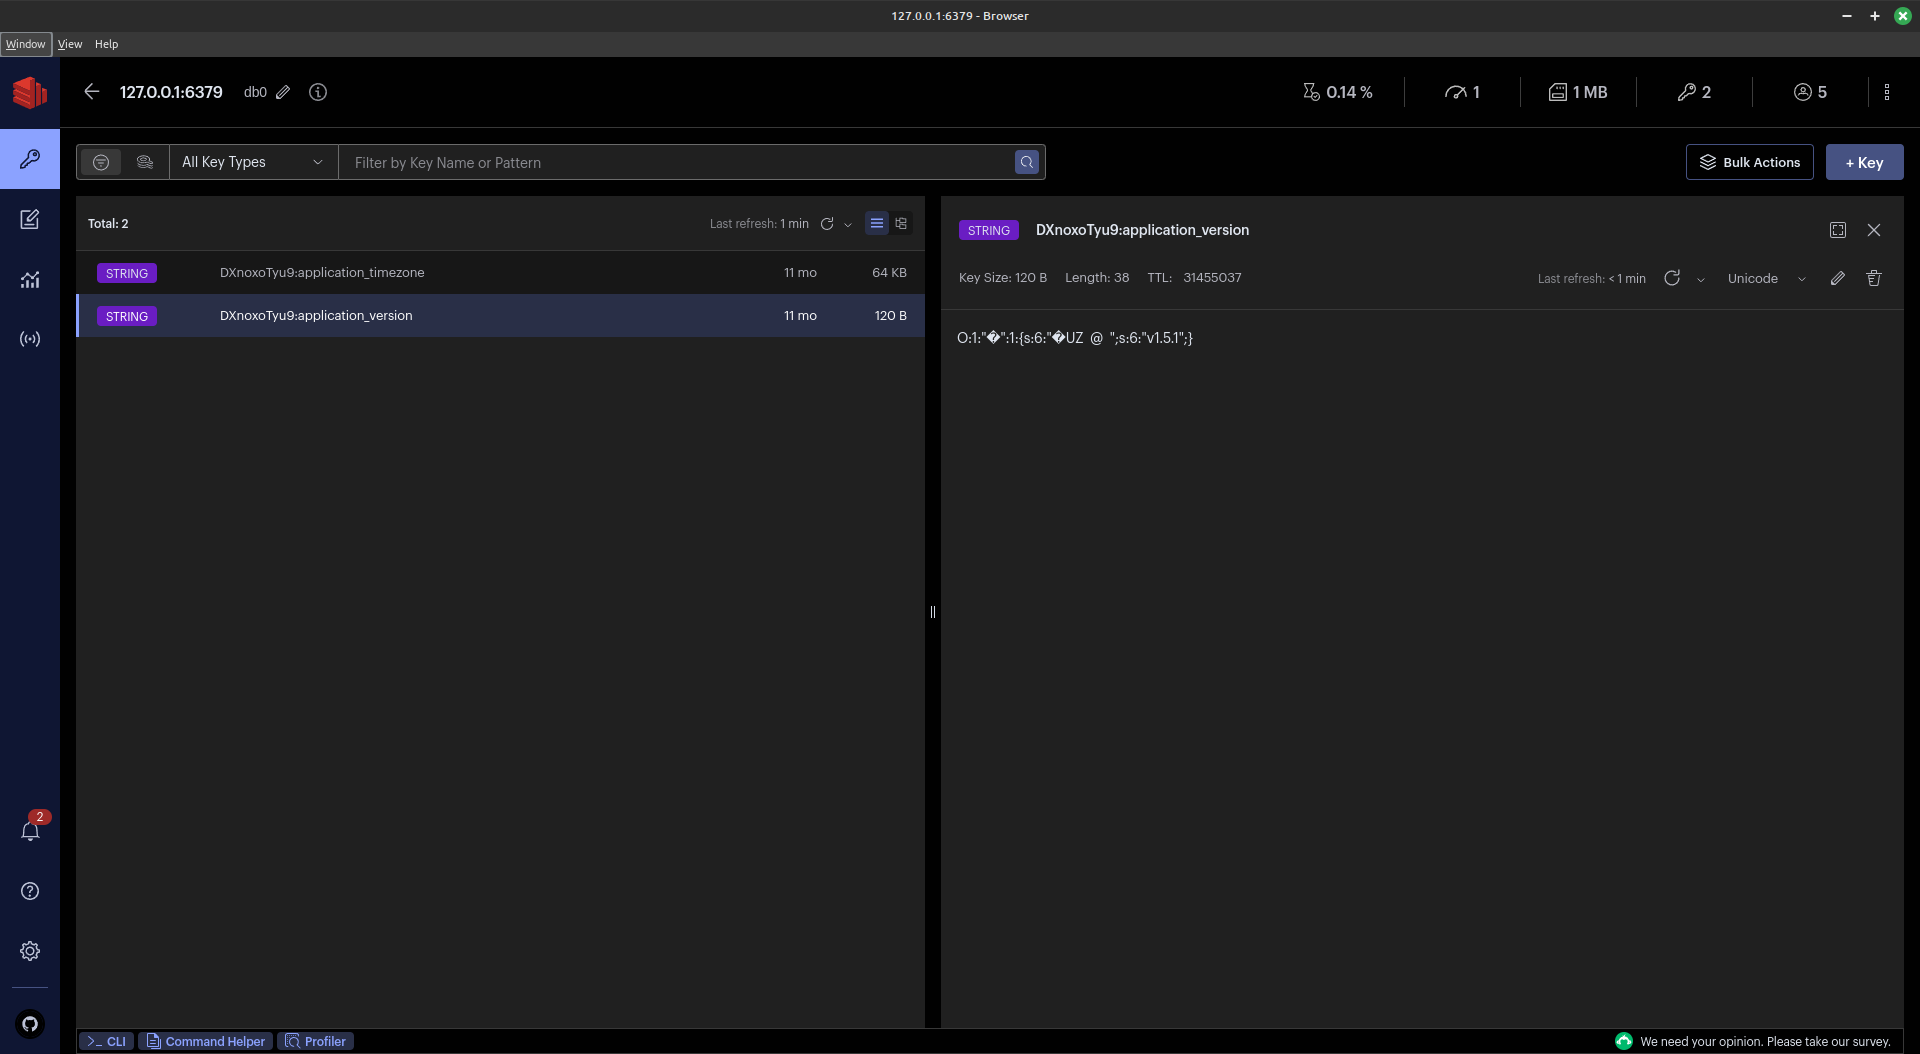 127.0.0.1:6379 - Browser
Window View Help
127.0.0.1:6379 db0 0.14 % 1 1 MB 2 5
All Key Types Filter by Key Name or Pattern Bulk Actions + Key
Total: 2 Last refresh: 1 min
STRING DXnoxoTyu9:application_timezone 11 mo 64 KB
STRING DXnoxoTyu9:application_version 11 mo 120 B
STRING DXnoxoTyu9:application_version
Key Size: 120 B Length: 38 TTL: 31455037 Last refresh: < 1 min Unicode
O:1:"�":1:{s:6:"�UZ @ ";s:6:"v1.5.1";}
2
>_ CLI Command Helper Profiler We need your opinion. Please take our survey.